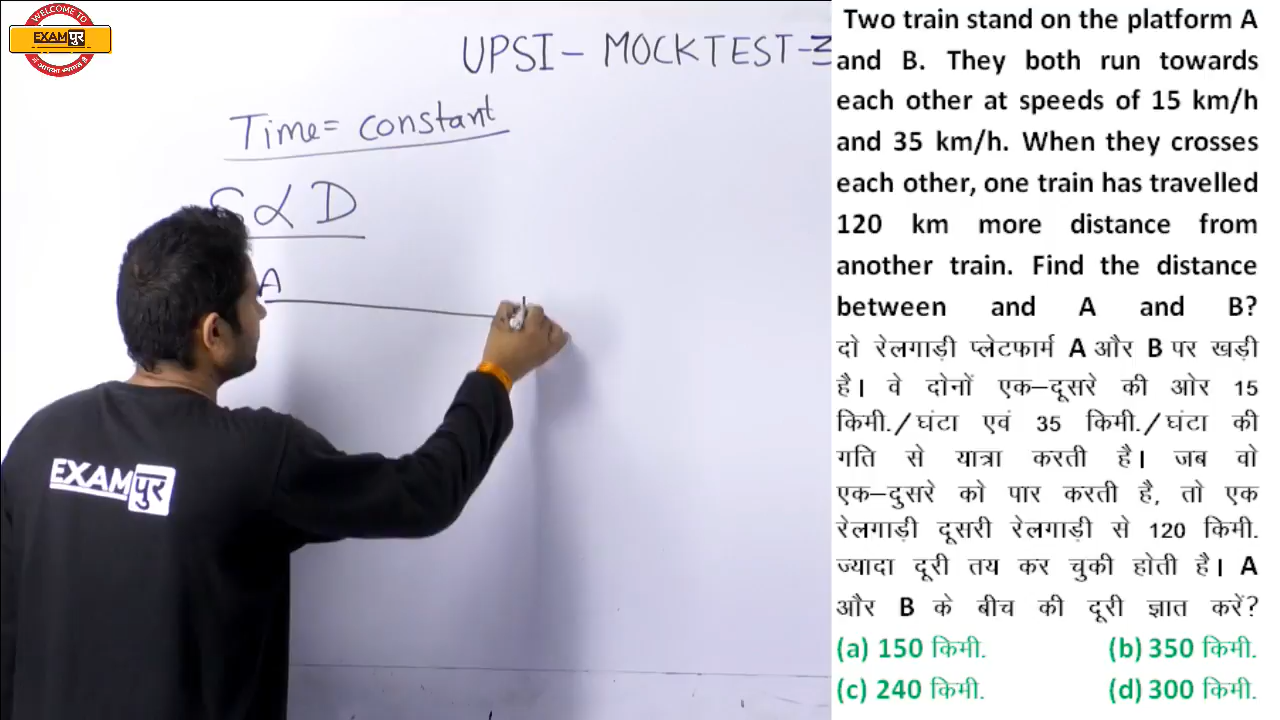 WELCOME TO
EXAMपुर
UPSI- MOCKTEST-3
Time= constant
S α D
A
EXAMपुर
Two train stand on the platform A
and B. They both run towards
each other at speeds of 15 km/h
and 35 km/h. When they crosses
each other, one train has travelled
120 km more distance from
another train. Find the distance
between and A and B?
दो रेलगाड़ी प्लेटफार्म A और B पर खड़ी
है। वे दोनों एक–दूसरे की ओर 15
किमी./घंटा एवं 35 किमी./घंटा की
गति से यात्रा करती है। जब वो
एक–दुसरे को पार करती है, तो एक
रेलगाड़ी दूसरी रेलगाड़ी से 120 किमी.
ज्यादा दूरी तय कर चुकी होती है। A
और B के बीच की दूरी ज्ञात करें?
(a) 150 किमी. (b) 350 किमी.
(c) 240 किमी. (d) 300 किमी.